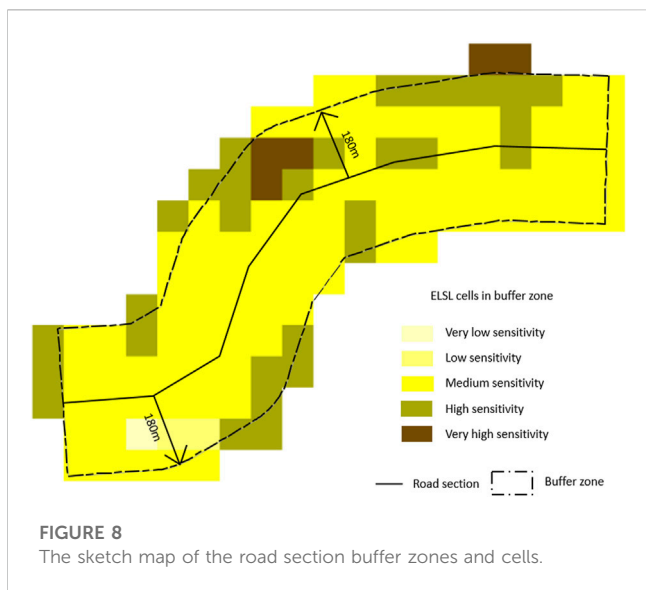 180m
180m
ELSL cells in buffer zone
Very low sensitivity
Low sensitivity
Medium sensitivity
High sensitivity
Very high sensitivity
Road section
Buffer zone
FIGURE 8
The sketch map of the road section buffer zones and cells.